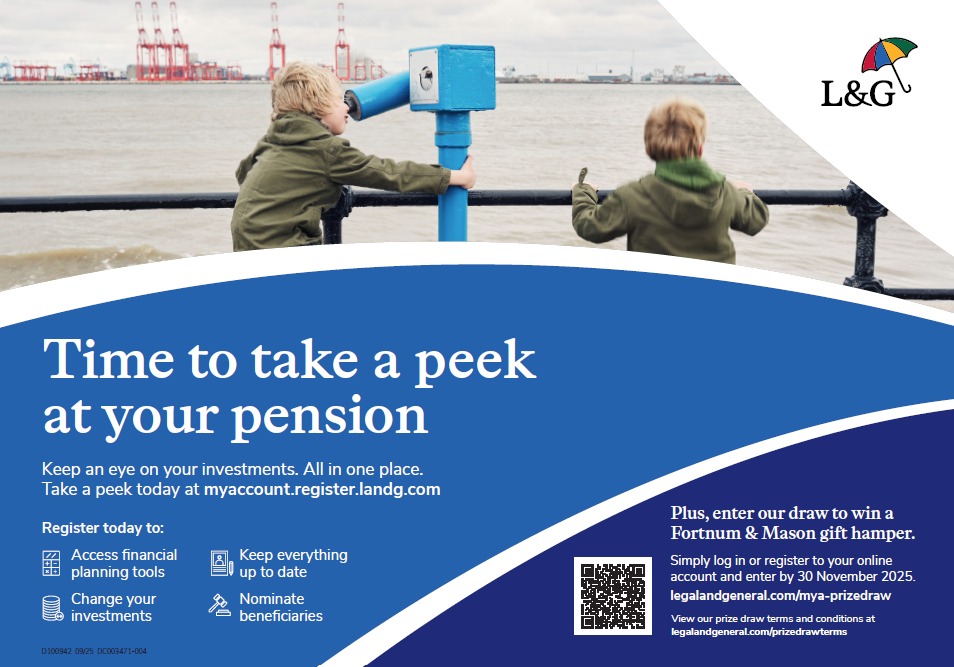 L&G
Time to take a peek
at your pension
Keep an eye on your investments. All in one place.
Take a peek today at myaccount.register.landg.com
Register today to:
Access financial
planning tools
Keep everything
up to date
Change your
investments
Nominate
beneficiaries
D100942 09/25 DC003471-004
Plus, enter our draw to win a
Fortnum & Mason gift hamper.
Simply log in or register to your online
account and enter by 30 November 2025.
legalandgeneral.com/mya-prizedraw
View our prize draw terms and conditions at
legalandgeneral.com/prizedrawterms